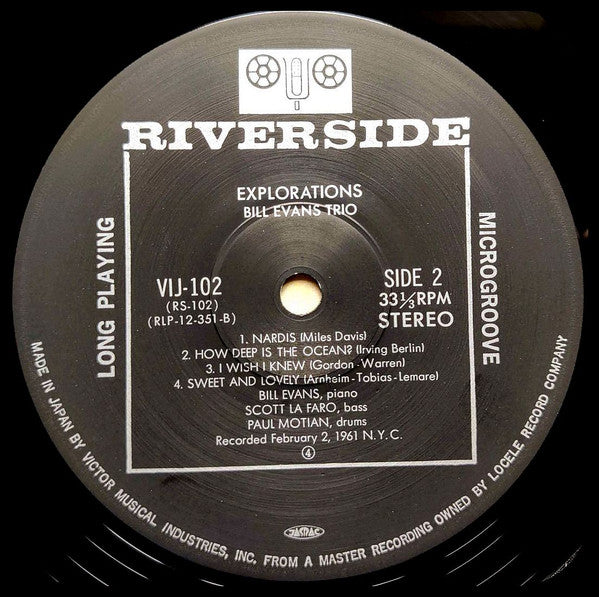 RIVERSIDE
EXPLORATIONS
BILL EVANS TRIO
LONG PLAYING
MICROGROOVE
VIJ-102
(RS-102)
(RLP-12-351-B)
SIDE 2
33⅓RPM
STEREO
1. NARDIS (Miles Davis)
2. HOW DEEP IS THE OCEAN? (Irving Berlin)
3. I WISH I KNEW (Gordon-Warren)
4. SWEET AND LOVELY (Arnheim-Tobias-Lemare)
BILL EVANS, piano
SCOTT LA FARO, bass
PAUL MOTIAN, drums
Recorded February 2, 1961 N.Y.C.
④
JASRAC
MADE IN JAPAN BY VICTOR MUSICAL INDUSTRIES, INC. FROM A MASTER RECORDING OWNED BY LOCELE RECORD COMPANY